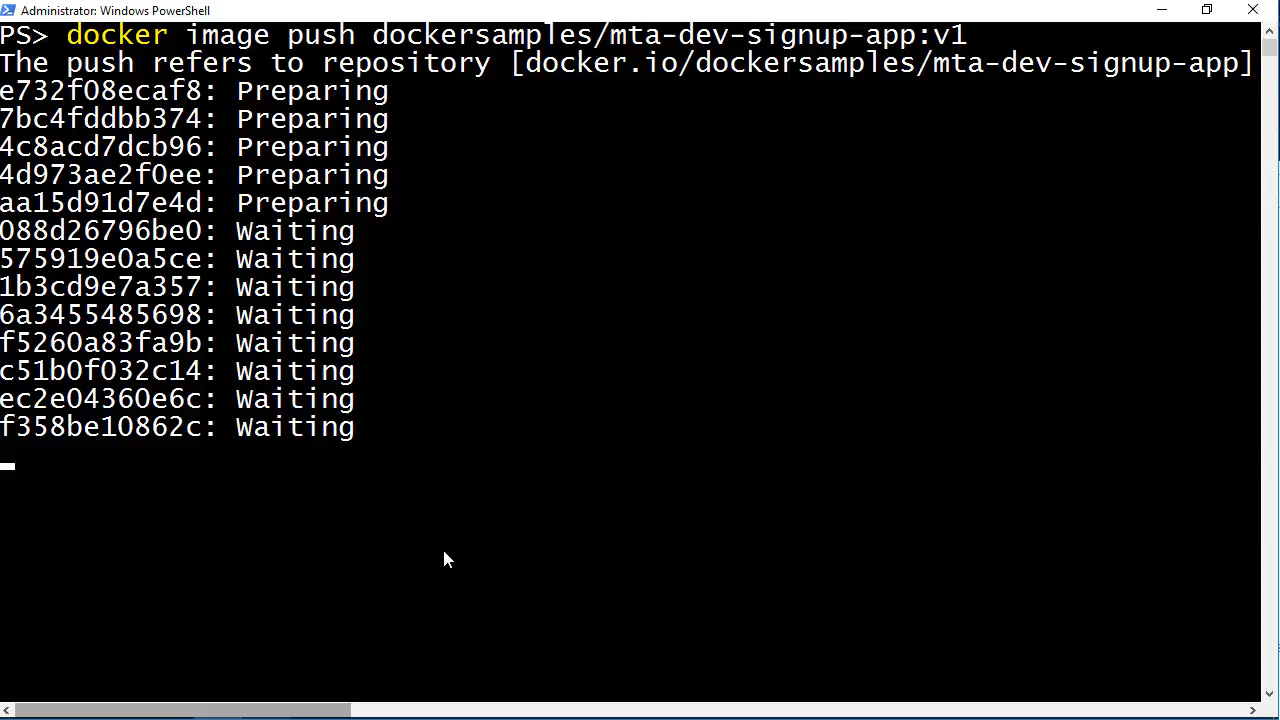 Administrator: Windows PowerShell
PS> docker image push dockersamples/mta-dev-signup-app:v1
The push refers to repository [docker.io/dockersamples/mta-dev-signup-app]
e732f08ecaf8: Preparing
7bc4fddbb374: Preparing
4c8acd7dcb96: Preparing
4d973ae2f0ee: Preparing
aa15d91d7e4d: Preparing
088d26796be0: Waiting
575919e0a5ce: Waiting
1b3cd9e7a357: Waiting
6a3455485698: Waiting
f5260a83fa9b: Waiting
c51b0f032c14: Waiting
ec2e04360e6c: Waiting
f358be10862c: Waiting